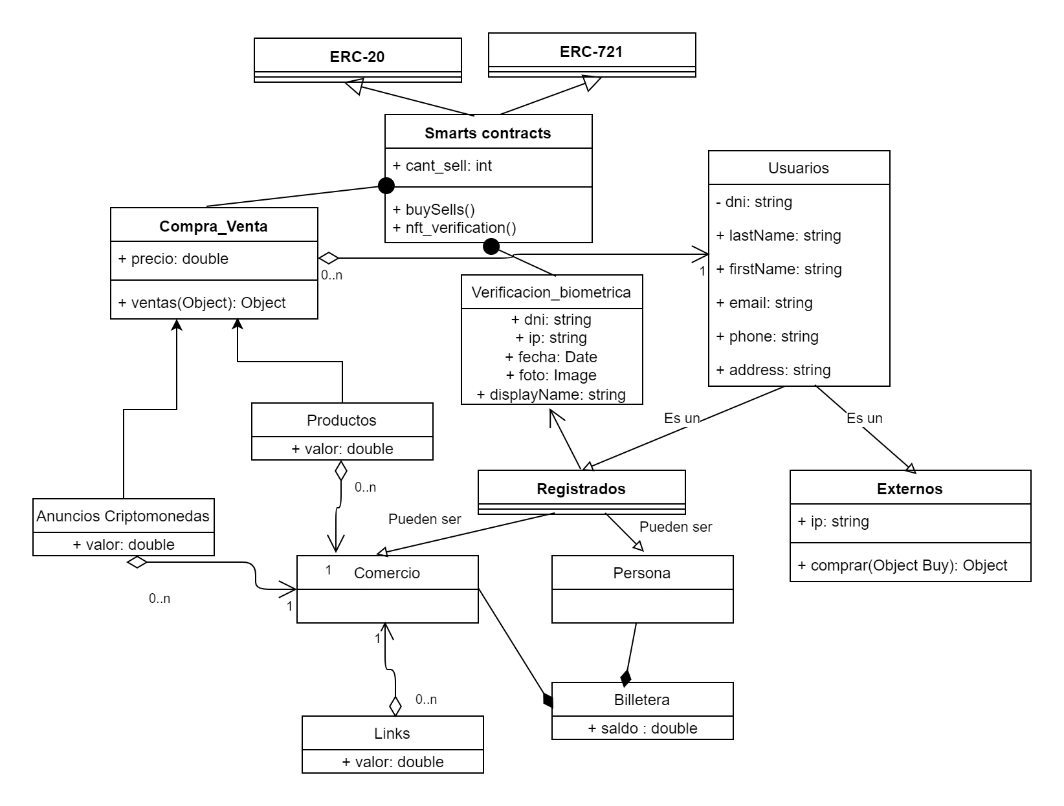 ERC-20
ERC-721
Smarts contracts
+ cant_sell: int
+ buySells()
+ nft_verification()
Usuarios
- dni: string
+ lastName: string
+ firstName: string
+ email: string
+ phone: string
+ address: string
Compra_Venta
+ precio: double
+ ventas(Object): Object
0..n
1
Verificacion_biometrica
+ dni: string
+ ip: string
+ fecha: Date
+ foto: Image
+ displayName: string
Productos
+ valor: double
0..n
Es un
Es un
Registrados
Externos
+ ip: string
+ comprar(Object Buy): Object
Anuncios Criptomonedas
+ valor: double
0..n
1
Pueden ser
Pueden ser
1
Comercio
Persona
1
0..n
Billetera
+ saldo : double
Links
+ valor: double